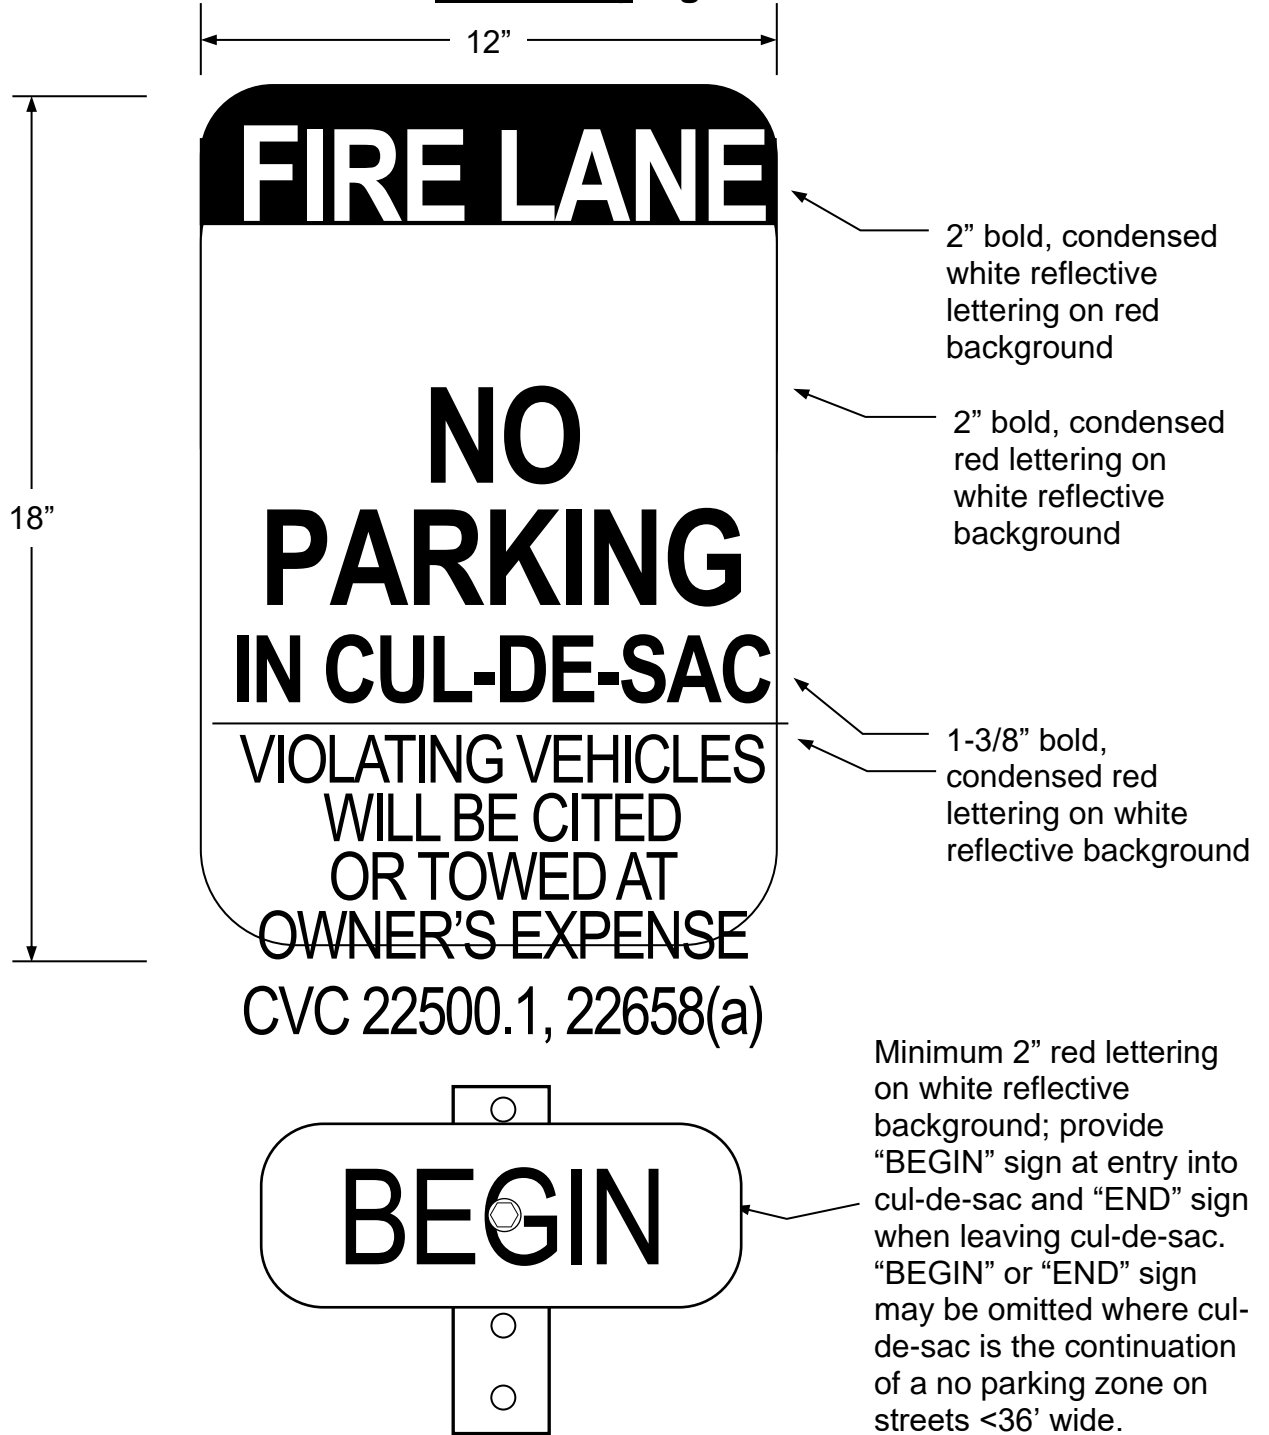 12”
FIRE LANE
2” bold, condensed
white reflective
lettering on red
background
NO
2” bold, condensed
red lettering on
white reflective
background
18”
PARKING
IN CUL-DE-SAC
1-3/8” bold,
condensed red
lettering on white
reflective background
VIOLATING VEHICLES
WILL BE CITED
OR TOWED AT
OWNER’S EXPENSE
CVC 22500.1, 22658(a)
BEGIN
Minimum 2” red lettering
on white reflective
background; provide
“BEGIN” sign at entry into
cul-de-sac and “END” sign
when leaving cul-de-sac.
“BEGIN” or “END” sign
may be omitted where cul-
de-sac is the continuation
of a no parking zone on
streets <36’ wide.